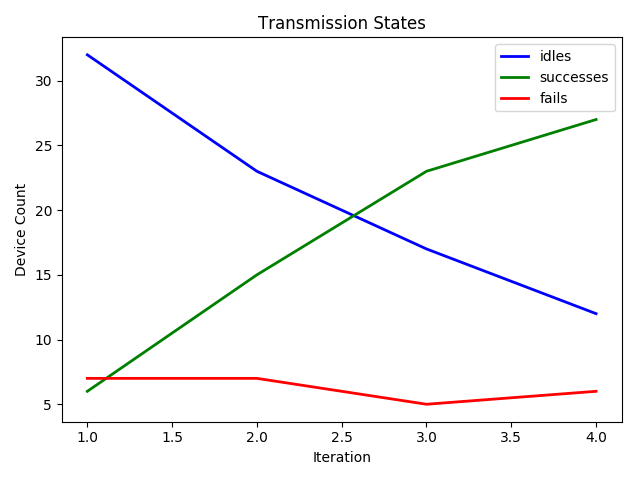 Transmission States
idles
successes
fails
Device Count
30
25
20
15
10
5
1.0 1.5 2.0 2.5 3.0 3.5 4.0
Iteration